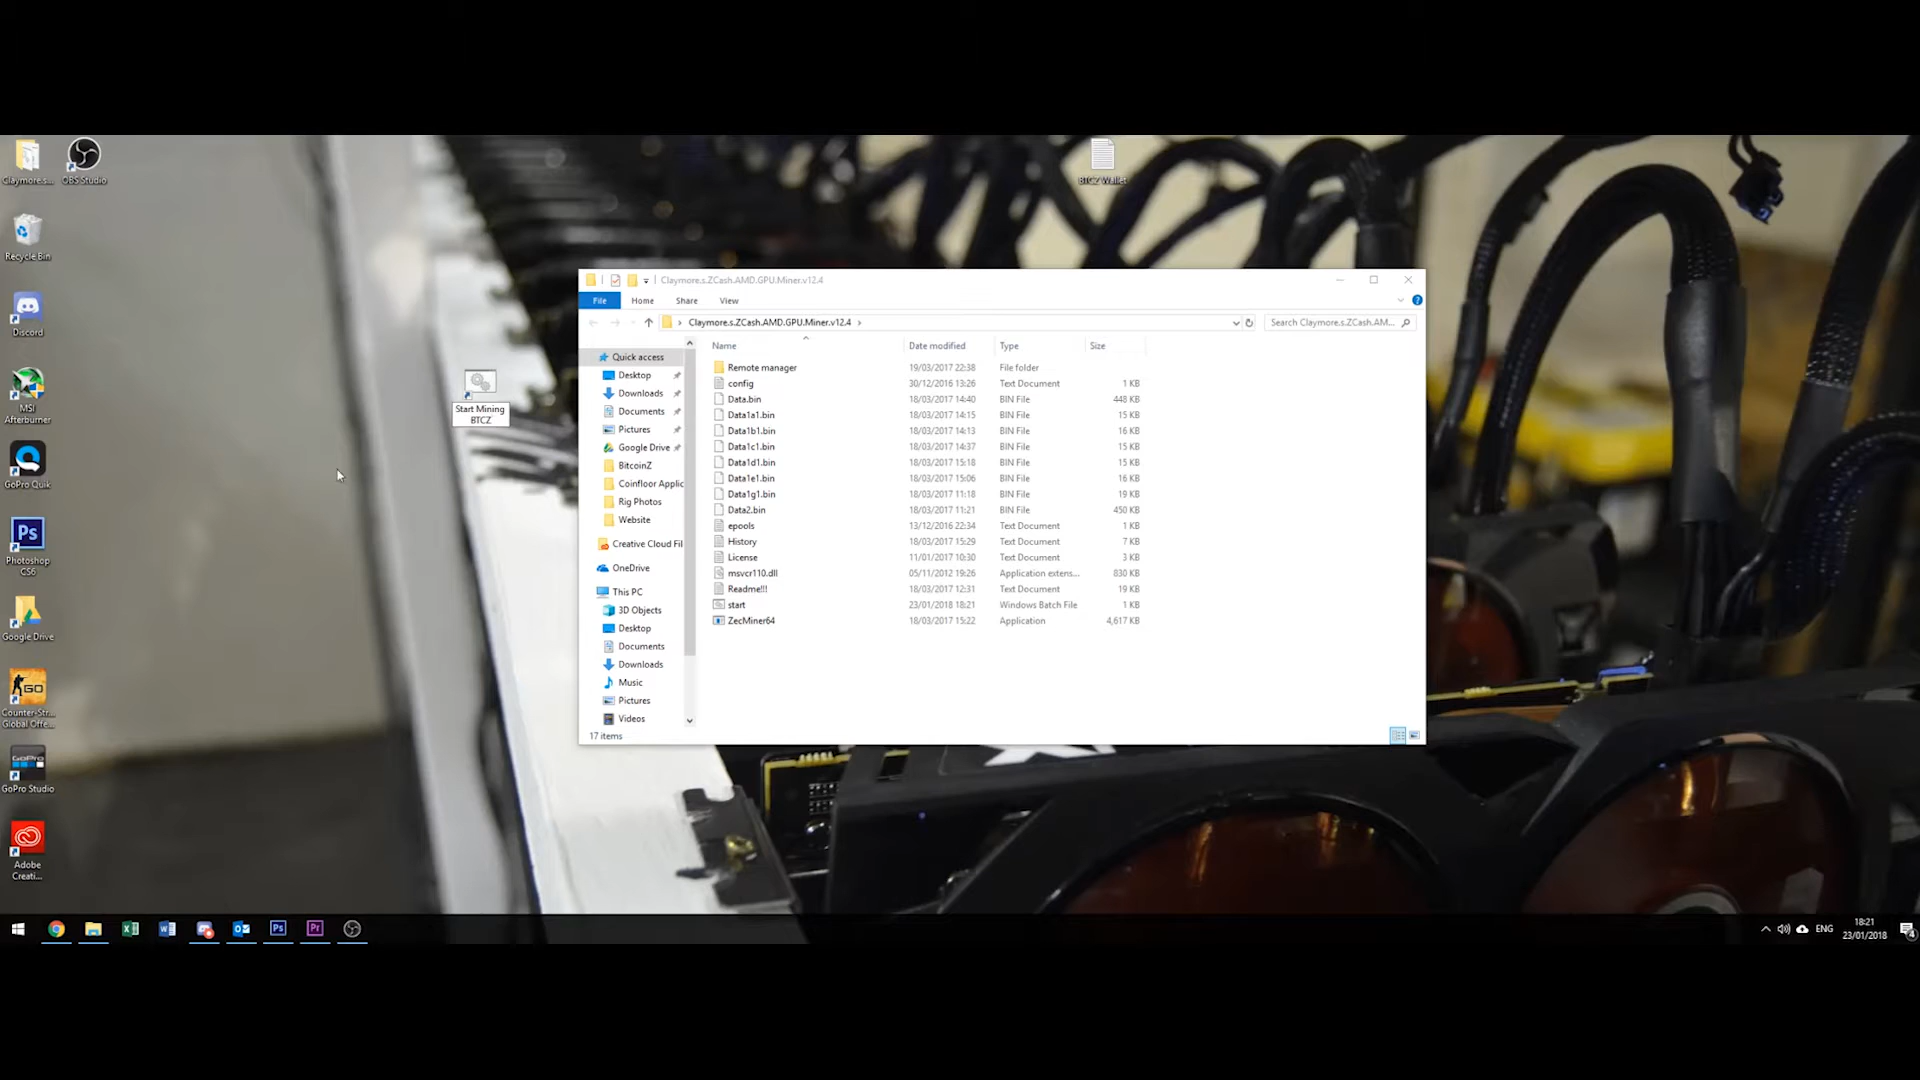 Claymore.s...
OBS Studio
Recycle Bin
Discord
MSI
Afterburner
GoPro Quik
Ps
Photoshop
CS6
Google Drive
GO
Counter-Str...
Global Offe...
GoPro
GoPro Studio
Adobe
Creati...
Start Mining
BTCZ
BTCZ Wallet
Claymore.s.ZCash.AMD.GPU.Miner.v12.4
File Home Share View
Claymore.s.ZCash.AMD.GPU.Miner.v12.4
Search Claymore.s.ZCash.AM...
Quick access
Desktop
Downloads
Documents
Pictures
Google Drive
BitcoinZ
Coinfloor Applic
Rig Photos
Website
Creative Cloud Fil
OneDrive
This PC
3D Objects
Desktop
Documents
Downloads
Music
Pictures
Videos
Name Date modified Type Size
Remote manager 19/03/2017 22:38 File folder
config 30/12/2016 13:26 Text Document 1 KB
Data.bin 18/03/2017 14:40 BIN File 448 KB
Data1a1.bin 18/03/2017 14:15 BIN File 15 KB
Data1b1.bin 18/03/2017 14:13 BIN File 16 KB
Data1c1.bin 18/03/2017 14:37 BIN File 15 KB
Data1d1.bin 18/03/2017 15:18 BIN File 15 KB
Data1e1.bin 18/03/2017 15:06 BIN File 16 KB
Data1g1.bin 18/03/2017 11:18 BIN File 19 KB
Data2.bin 18/03/2017 11:21 BIN File 450 KB
epools 13/12/2016 22:34 Text Document 1 KB
History 18/03/2017 15:29 Text Document 7 KB
License 11/01/2017 10:30 Text Document 3 KB
msvcr110.dll 05/11/2012 19:26 Application extens... 830 KB
Readme!!! 18/03/2017 12:31 Text Document 19 KB
start 23/01/2018 18:21 Windows Batch File 1 KB
ZecMiner64 18/03/2017 15:22 Application 4,617 KB
17 items
Ps Pr
ENG
18:21
23/01/2018
4